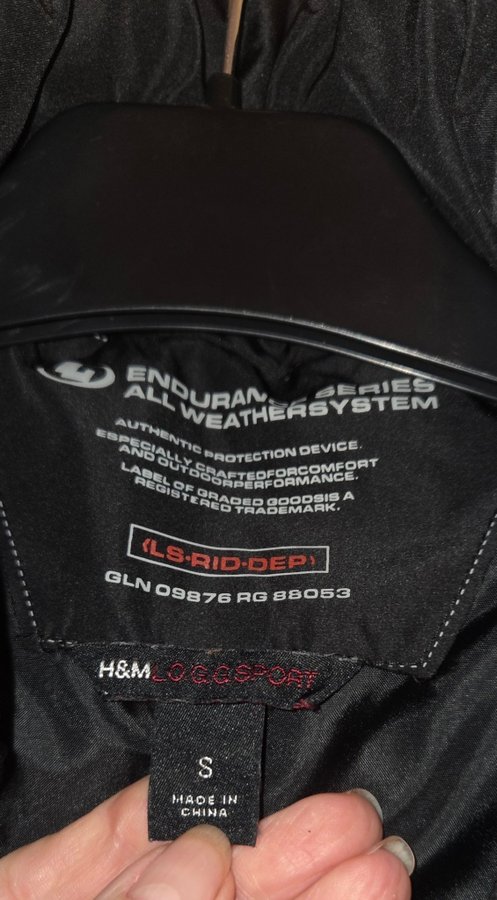 ENDURANCE SERIES
ALL WEATHERSYSTEM
AUTHENTIC PROTECTION DEVICE.
ESPECIALLY CRAFTEDFORCOMFORT
AND OUTDOORPERFORMANCE.
LABEL OF GRADED GOODSIS A
REGISTERED TRADEMARK.
(LS·RID·DEP)
GLN 09876 RG 88053
H&M L.O.G.G SPORT
S
MADE IN
CHINA